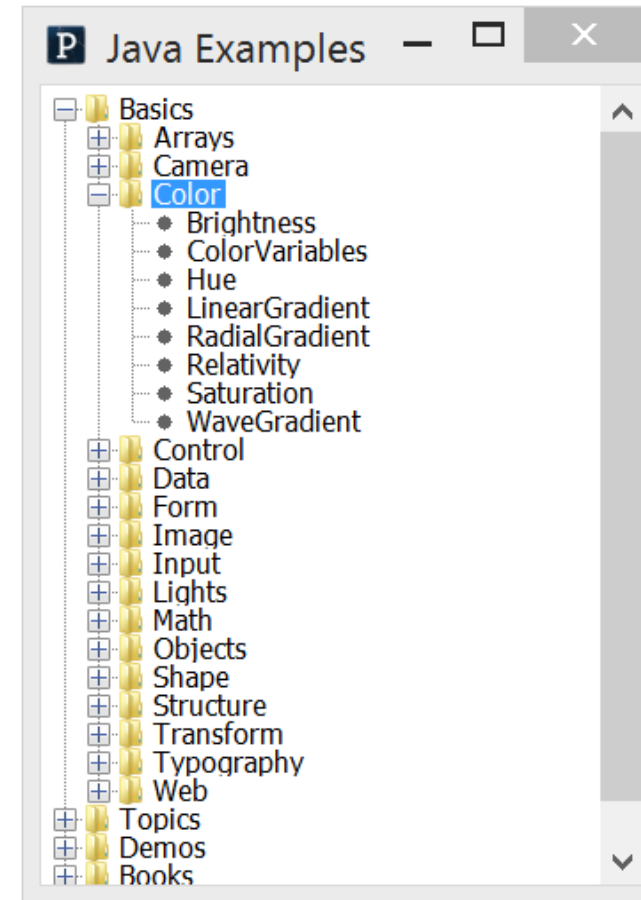 P Java Examples
Basics
Arrays
Camera
Color
Brightness
ColorVariables
Hue
LinearGradient
RadialGradient
Relativity
Saturation
WaveGradient
Control
Data
Form
Image
Input
Lights
Math
Objects
Shape
Structure
Transform
Typography
Web
Topics
Demos
Books